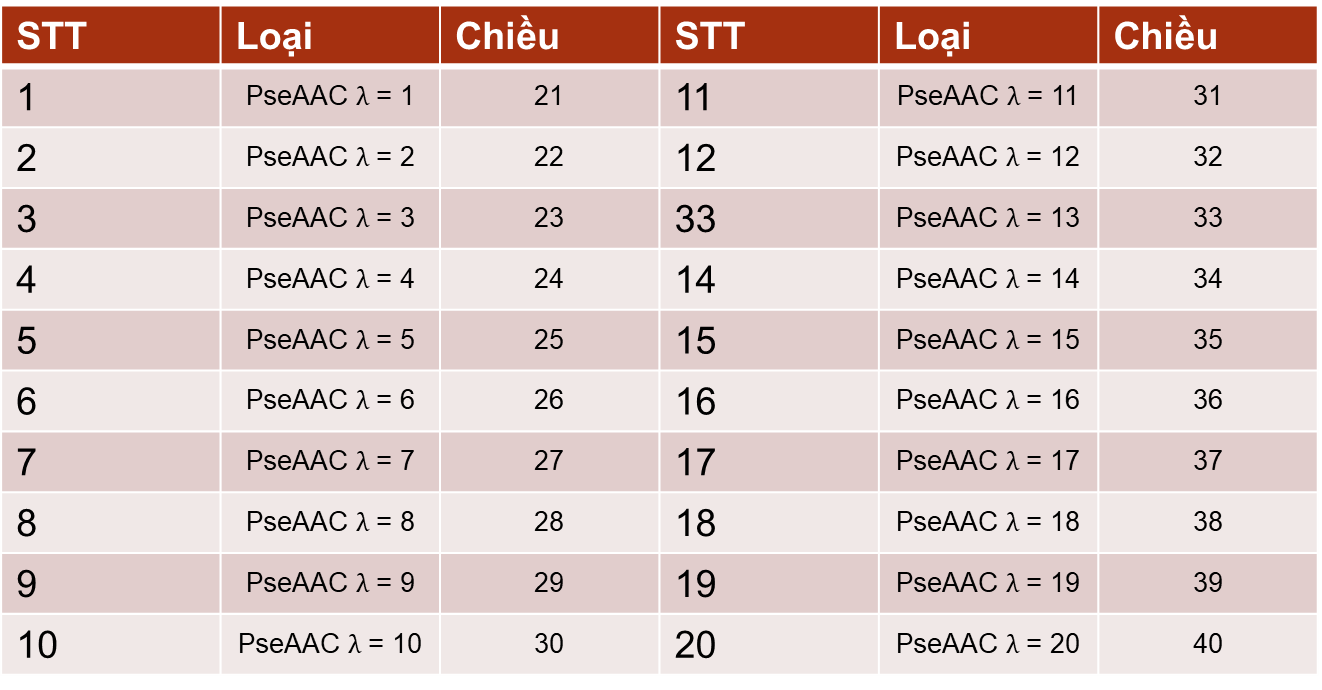 STT Loại Chiều STT Loại Chiều
1 PseAAC λ = 1 21 11 PseAAC λ = 11 31
2 PseAAC λ = 2 22 12 PseAAC λ = 12 32
3 PseAAC λ = 3 23 33 PseAAC λ = 13 33
4 PseAAC λ = 4 24 14 PseAAC λ = 14 34
5 PseAAC λ = 5 25 15 PseAAC λ = 15 35
6 PseAAC λ = 6 26 16 PseAAC λ = 16 36
7 PseAAC λ = 7 27 17 PseAAC λ = 17 37
8 PseAAC λ = 8 28 18 PseAAC λ = 18 38
9 PseAAC λ = 9 29 19 PseAAC λ = 19 39
10 PseAAC λ = 10 30 20 PseAAC λ = 20 40